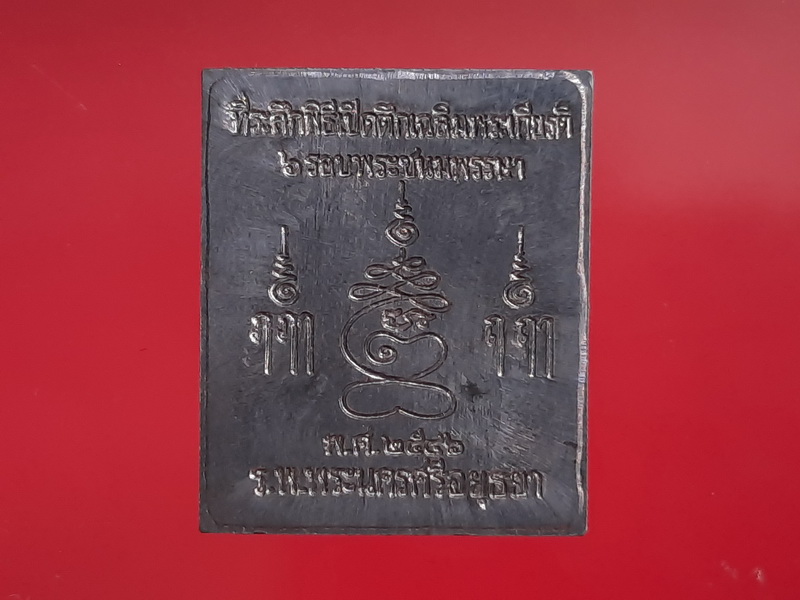 ที่ระลึกพิธีเปิดตึกเฉลิมพระเกียรติ
๖ รอบพระชนมพรรษา
พ.ศ. ๒๕๔๖
ร.พ.พระนครศรีอยุธยา